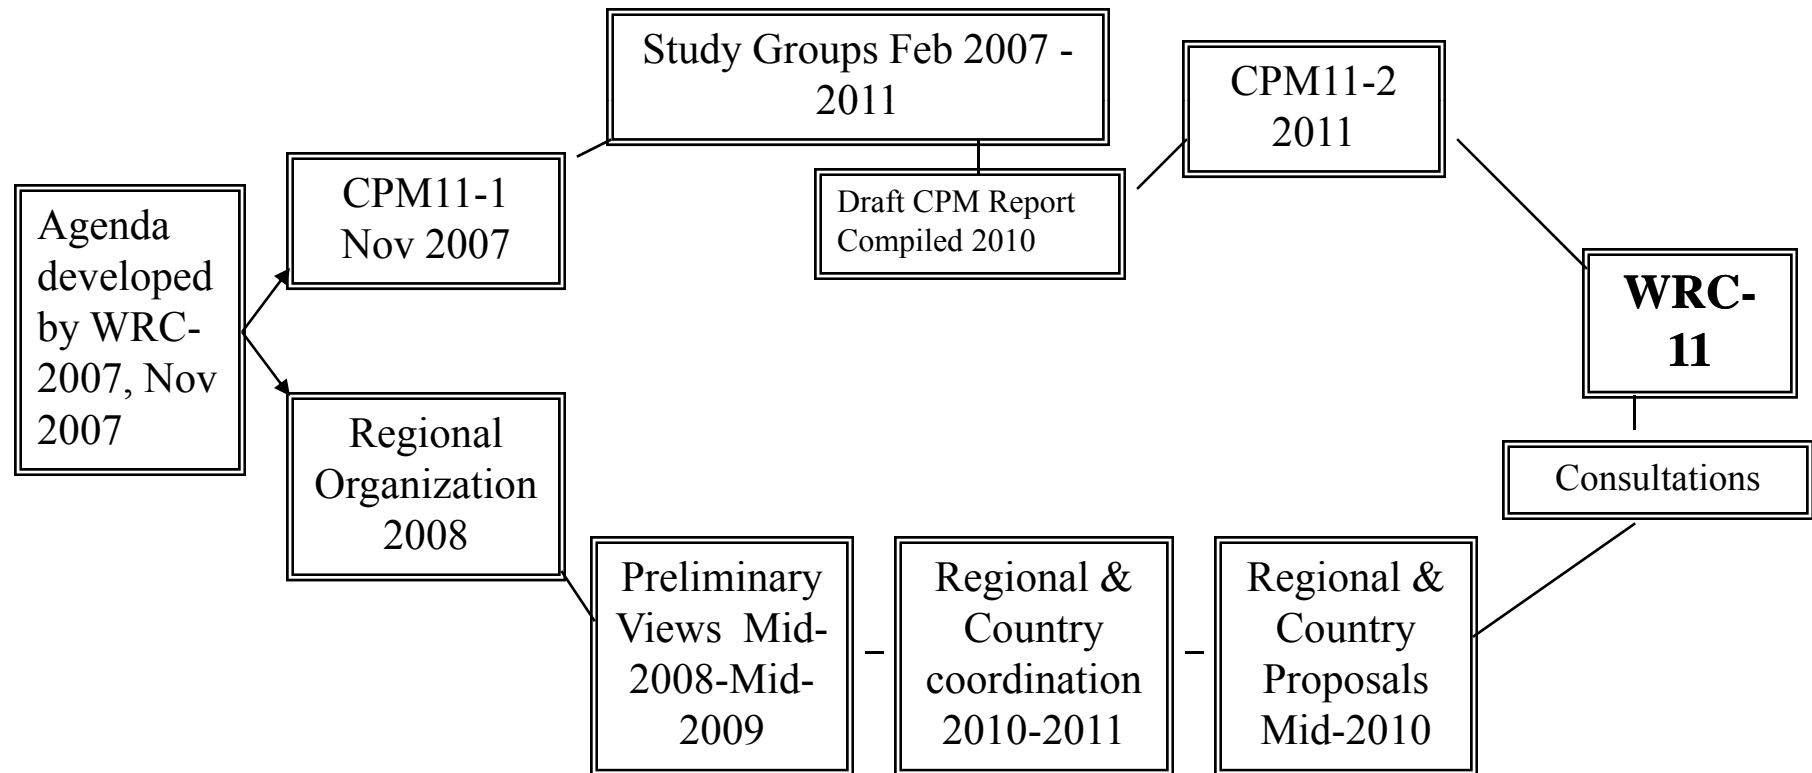 Agenda
developed
by WRC-
2007, Nov
2007
CPM11-1
Nov 2007
Study Groups Feb 2007 -
2011
Draft CPM Report
Compiled 2010
CPM11-2
2011
WRC-
11
Regional
Organization
2008
Preliminary
Views Mid-
2008-Mid-
2009
Regional &
Country
coordination
2010-2011
Regional &
Country
Proposals
Mid-2010
Consultations